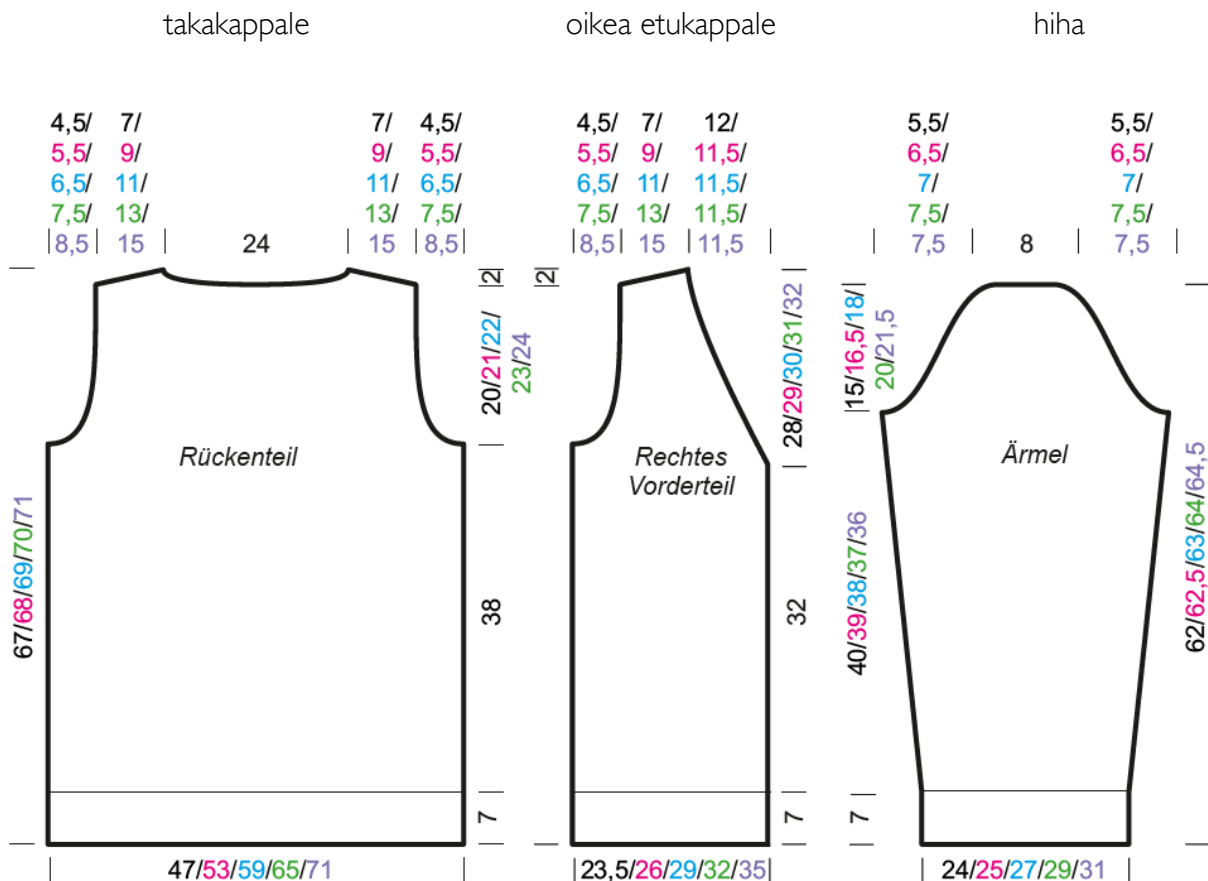 takakappale
oikea etukappale
hiha
4,5/ 7/ 7/ 4,5/
5,5/ 9/ 9/ 5,5/
6,5/ 11/ 11/ 6,5/
7,5/ 13/ 13/ 7,5/
8,5 15 24 15 8,5
2
20/21/22/
23/24
Rückenteil
67/68/69/70/71
38
7
47/53/59/65/71
4,5/ 7/ 12/
5,5/ 9/ 11,5/
6,5/ 11/ 11,5/
7,5/ 13/ 11,5/
8,5 15 11,5
2
28/29/30/31/32
Rechtes
Vorderteil
32
7
23,5/26/29/32/35
5,5/ 5,5/
6,5/ 6,5/
7/ 7/
7,5/ 7,5/
7,5 8 7,5
15/16,5/18/
20/21,5
Ärmel
40/39/38/37/36
62/62,5/63/64/64,5
7
24/25/27/29/31